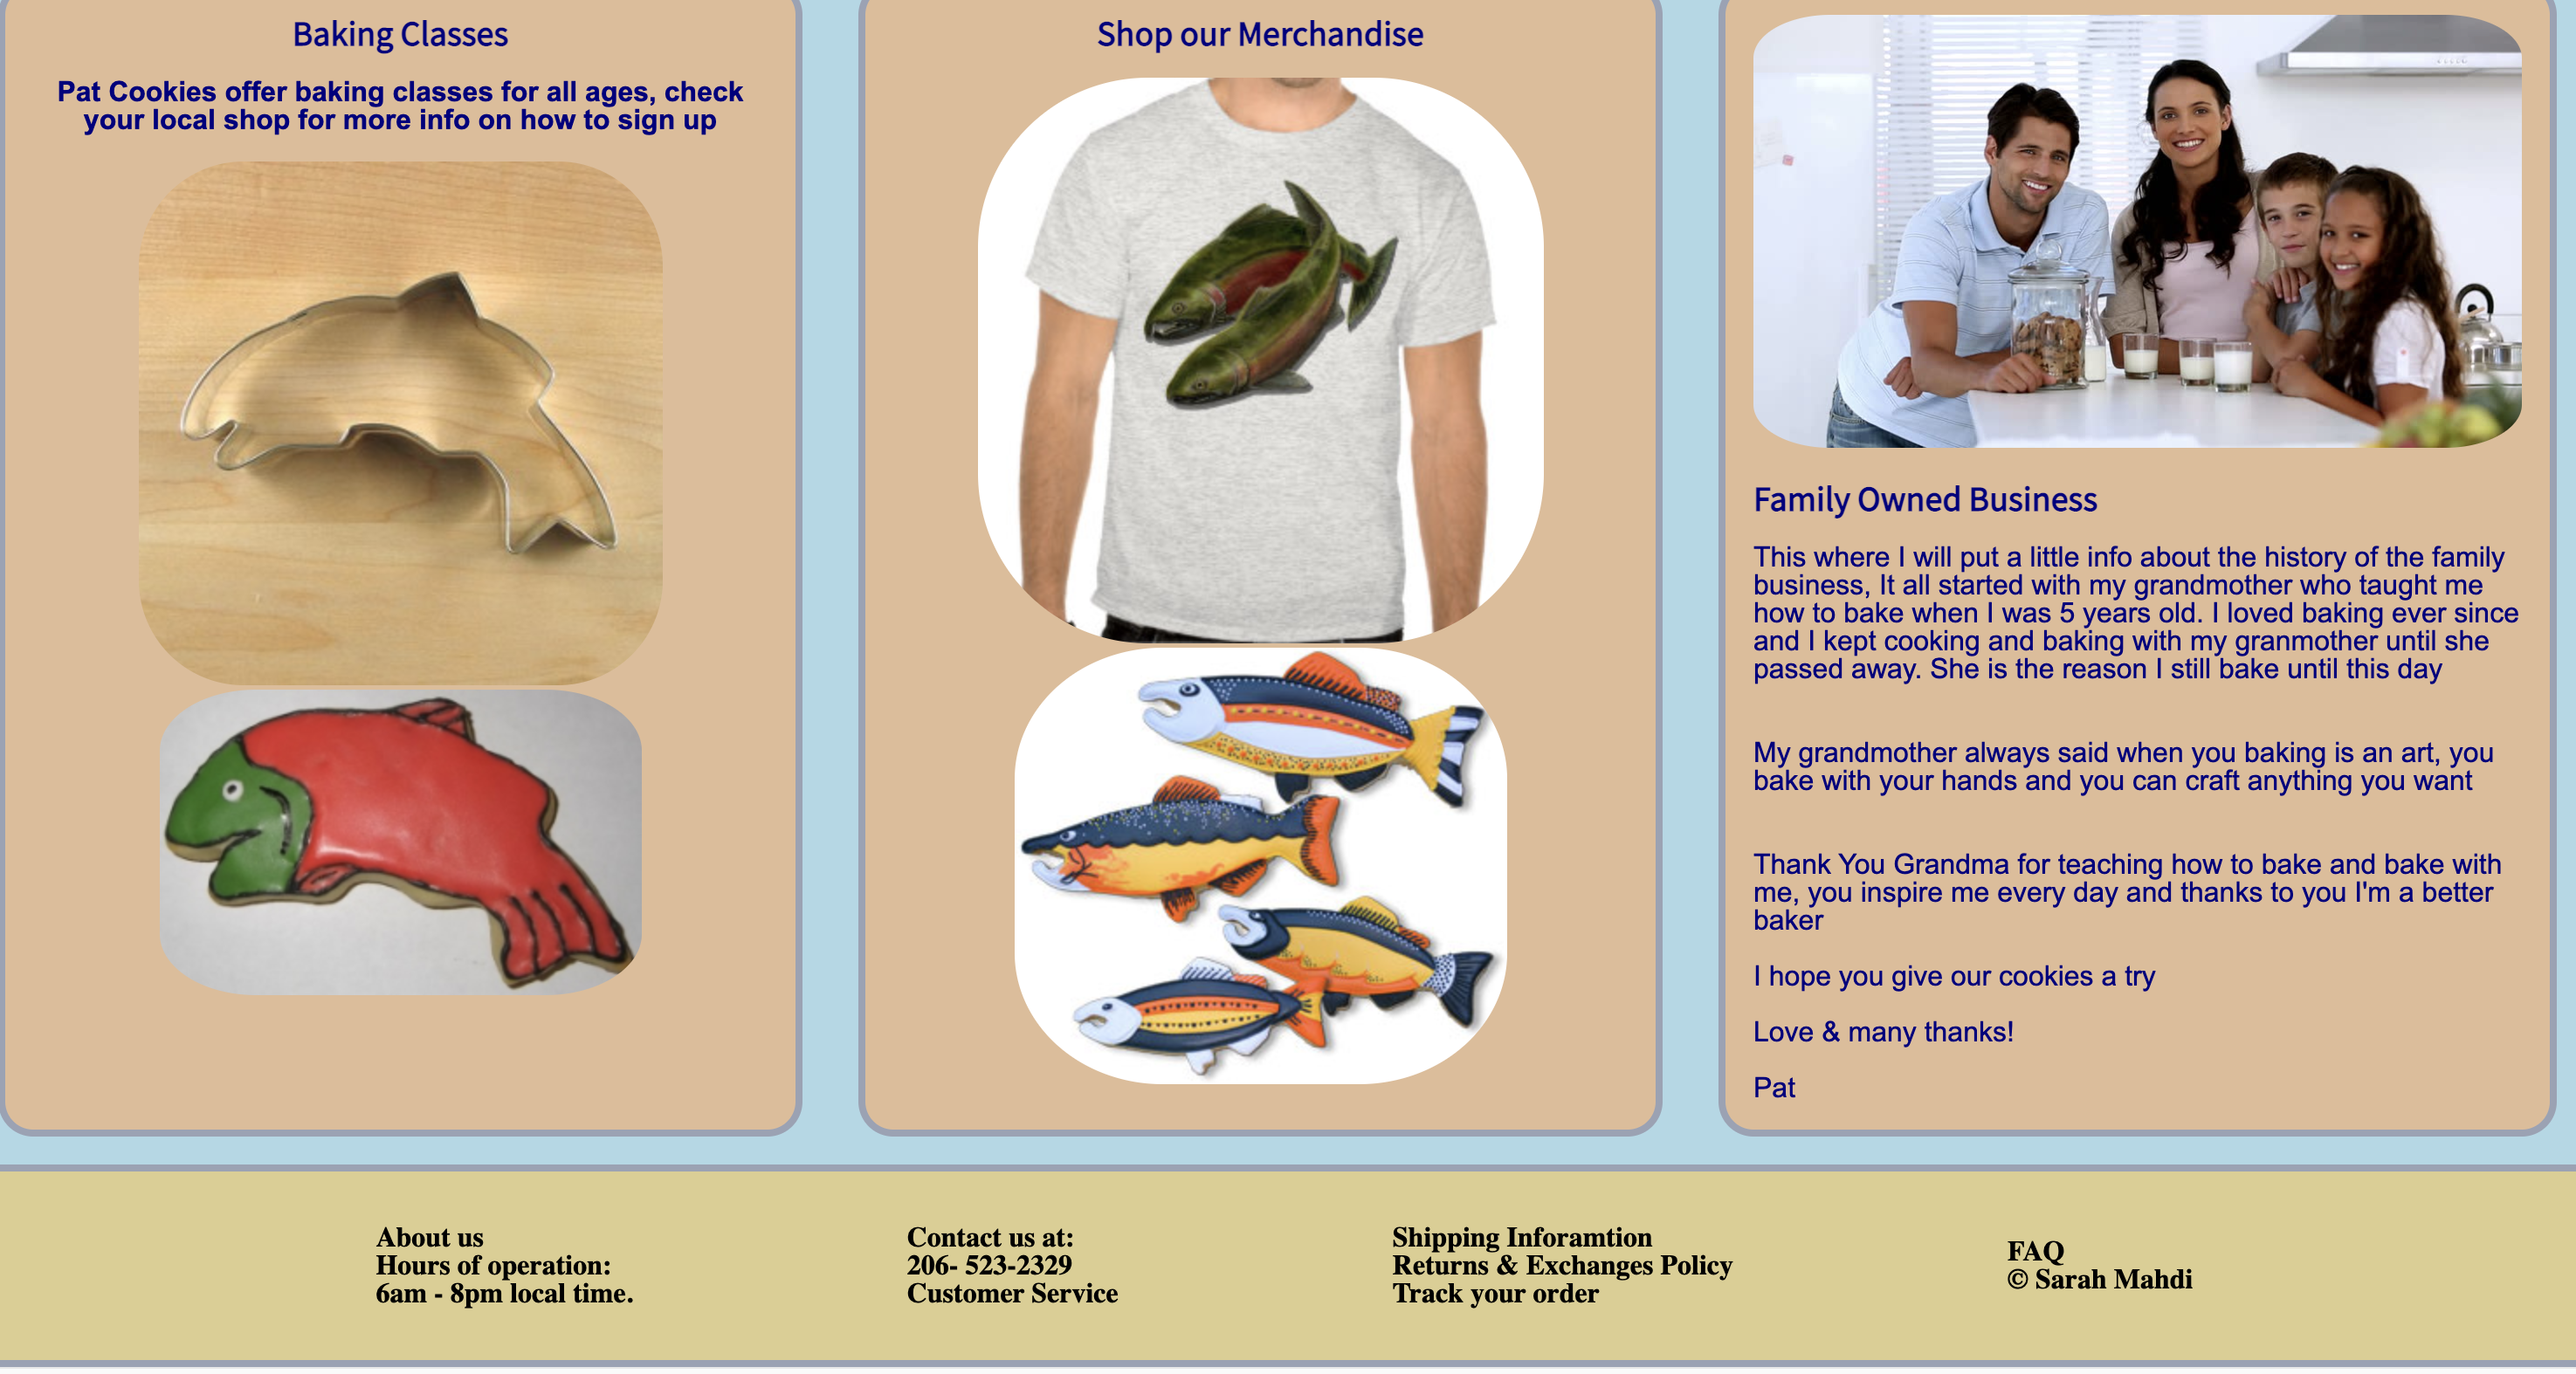 Baking Classes
Pat Cookies offer baking classes for all ages, check
your local shop for more info on how to sign up
Shop our Merchandise
Family Owned Business
This where I will put a little info about the history of the family
business, It all started with my grandmother who taught me
how to bake when I was 5 years old. I loved baking ever since
and I kept cooking and baking with my granmother until she
passed away. She is the reason I still bake until this day
My grandmother always said when you baking is an art, you
bake with your hands and you can craft anything you want
Thank You Grandma for teaching how to bake and bake with
me, you inspire me every day and thanks to you I'm a better
baker
I hope you give our cookies a try
Love & many thanks!
Pat
About us
Hours of operation:
6am - 8pm local time.
Contact us at:
206- 523-2329
Customer Service
Shipping Inforamtion
Returns & Exchanges Policy
Track your order
FAQ
© Sarah Mahdi